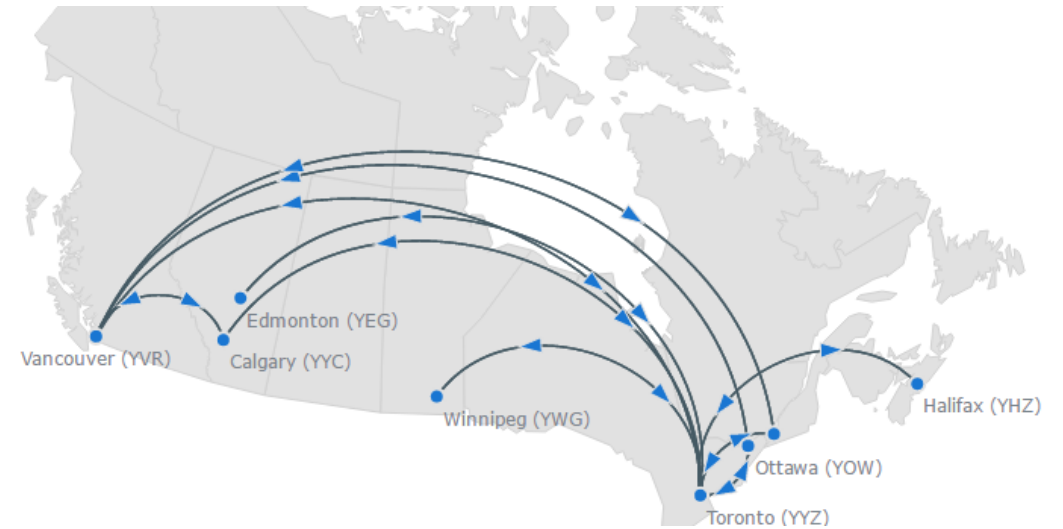 Edmonton (YEG)
Vancouver (YVR)
Calgary (YYC)
Halifax (YHZ)
Winnipeg (YWG)
Ottawa (YOW)
Toronto (YYZ)